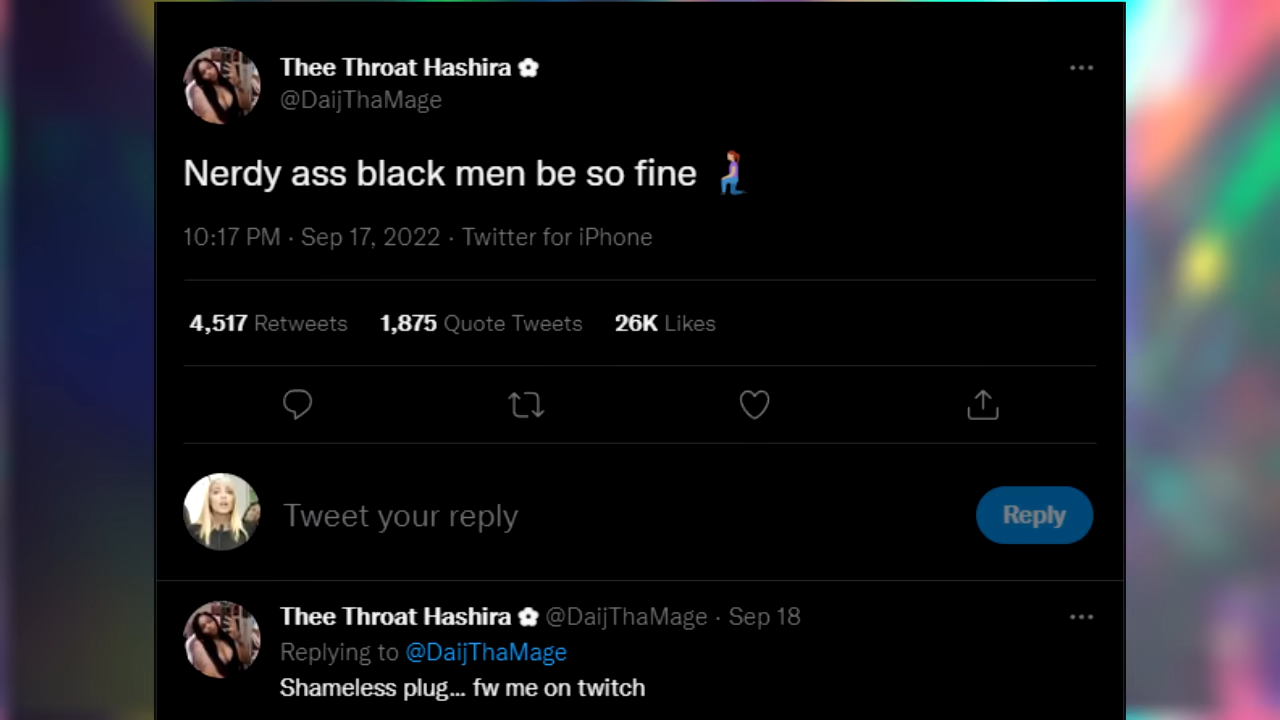 Thee Throat Hashira ✿
@DaijThaMage
Nerdy ass black men be so fine 🧎‍♀️
10:17 PM · Sep 17, 2022 · Twitter for iPhone
4,517 Retweets 1,875 Quote Tweets 26K Likes
Tweet your reply
Reply
Thee Throat Hashira ✿ @DaijThaMage · Sep 18
Replying to @DaijThaMage
Shameless plug... fw me on twitch